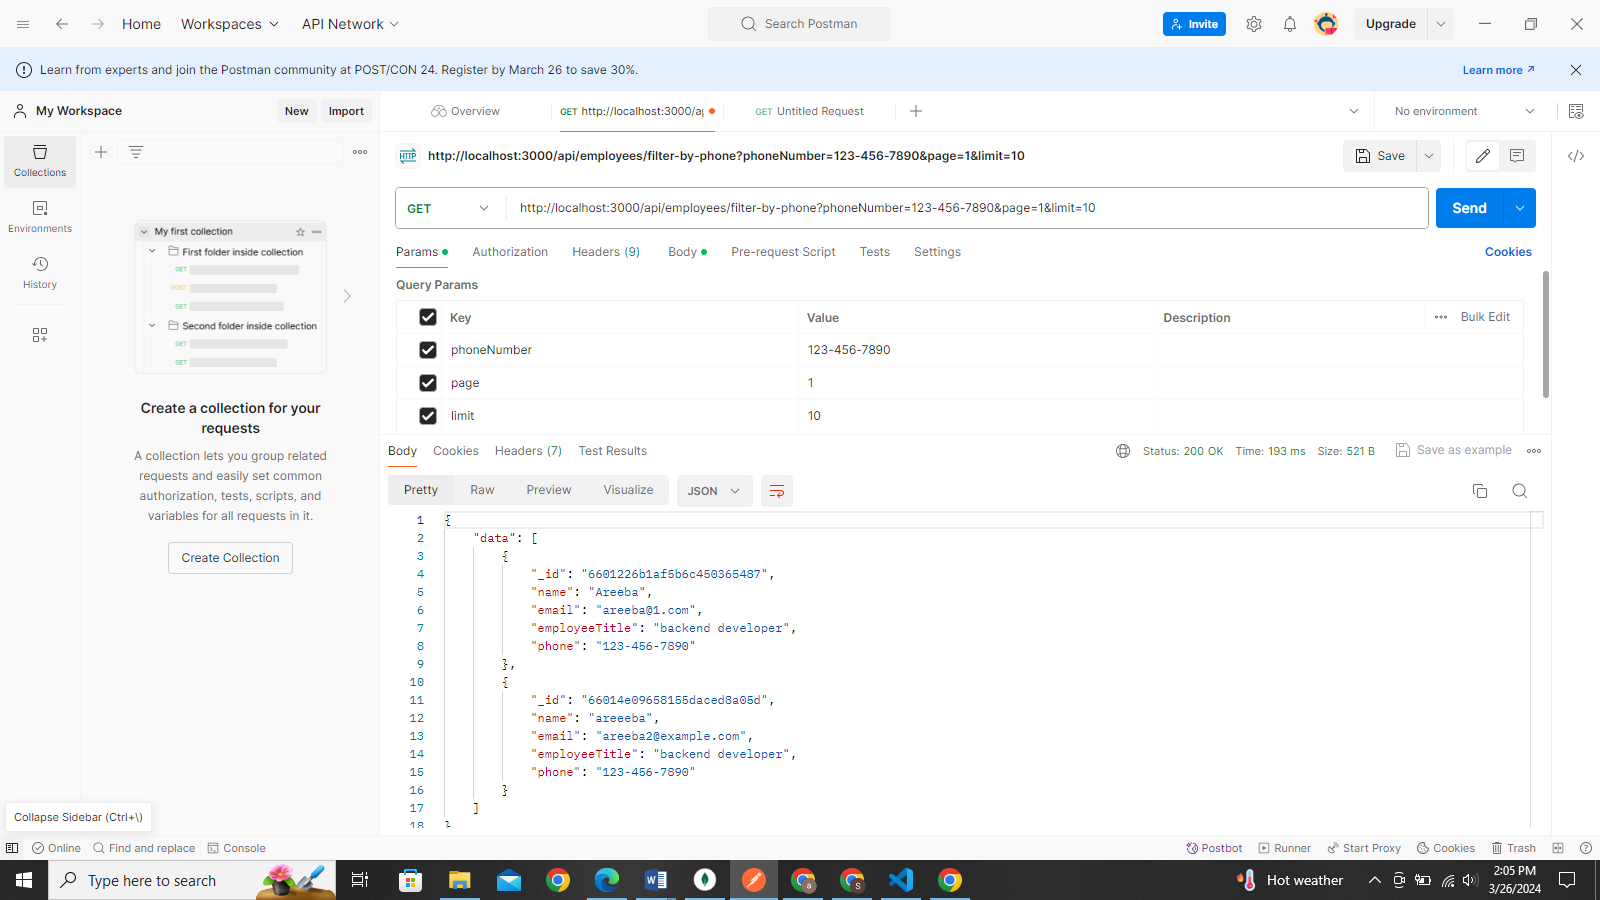 Home Workspaces API Network Search Postman Invite Upgrade
Learn from experts and join the Postman community at POST/CON 24. Register by March 26 to save 30%. Learn more ↗
My Workspace New Import Overview GET http://localhost:3000/ap GET Untitled Request No environment
Collections
Environments
History
My first collection
First folder inside collection
GET
POST
GET
Second folder inside collection
GET
GET
Create a collection for your
requests
A collection lets you group related
requests and easily set common
authorization, tests, scripts, and
variables for all requests in it.
Create Collection
HTTP http://localhost:3000/api/employees/filter-by-phone?phoneNumber=123-456-7890&page=1&limit=10 Save
GET http://localhost:3000/api/employees/filter-by-phone?phoneNumber=123-456-7890&page=1&limit=10 Send
Params Authorization Headers (9) Body Pre-request Script Tests Settings Cookies
Query Params
Key Value Description Bulk Edit
phoneNumber 123-456-7890
page 1
limit 10
Body Cookies Headers (7) Test Results Status: 200 OK Time: 193 ms Size: 521 B Save as example
Pretty Raw Preview Visualize JSON
1 {
2 "data": [
3 {
4 "_id": "6601226b1af5b6c450365487",
5 "name": "Areeba",
6 "email": "areeba@1.com",
7 "employeeTitle": "backend developer",
8 "phone": "123-456-7890"
9 },
10 {
11 "_id": "66014e09658155daced8a05d",
12 "name": "areeeba",
13 "email": "areeba2@example.com",
14 "employeeTitle": "backend developer",
15 "phone": "123-456-7890"
16 }
17 ]
18 }
Collapse Sidebar (Ctrl+\)
Online Find and replace Console Postbot Runner Start Proxy Cookies Trash
Type here to search Hot weather 2:05 PM
3/26/2024